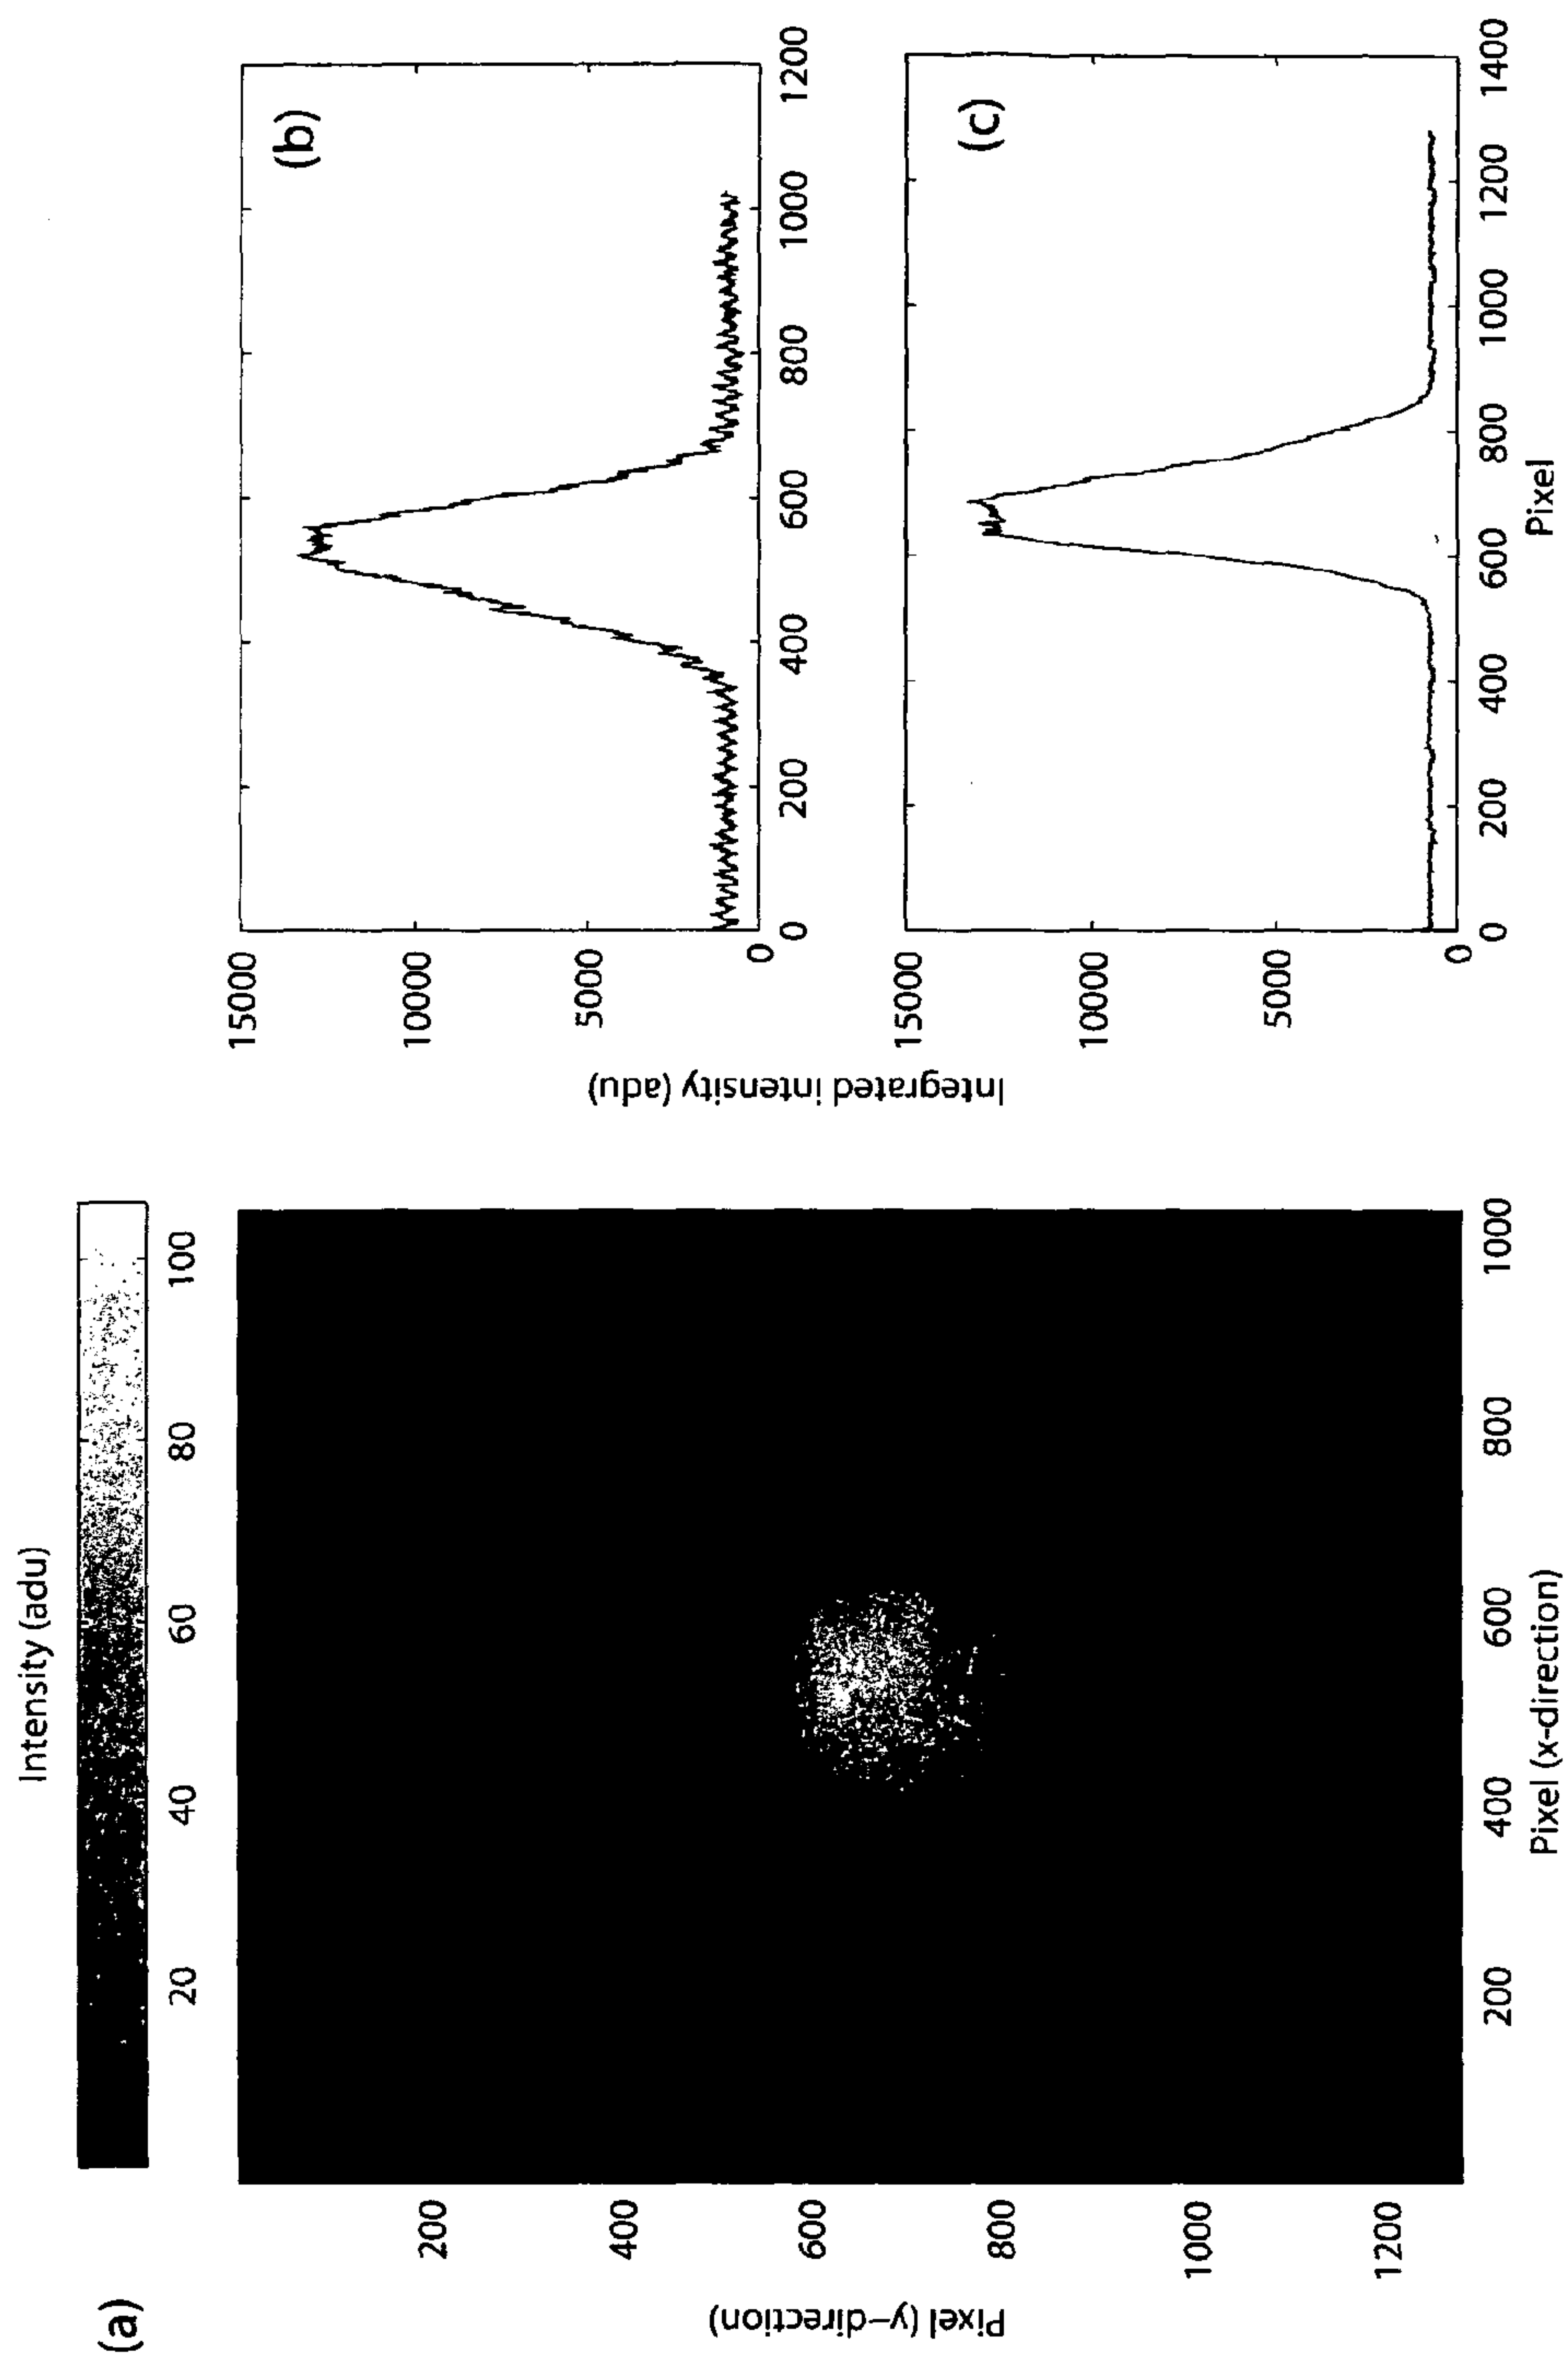 (a)
Intensity (adu)
20 40 60 80 100
200
400
600
800
1000
1200
Pixel (y-direction)
200 400 600 800 1000
Pixel (x-direction)
Integrated intensity (adu)
(b)
15000
10000
5000
0
0 200 400 600 800 1000 1200
(c)
15000
10000
5000
0
0 200 400 600 800 1000 1200 1400
Pixel